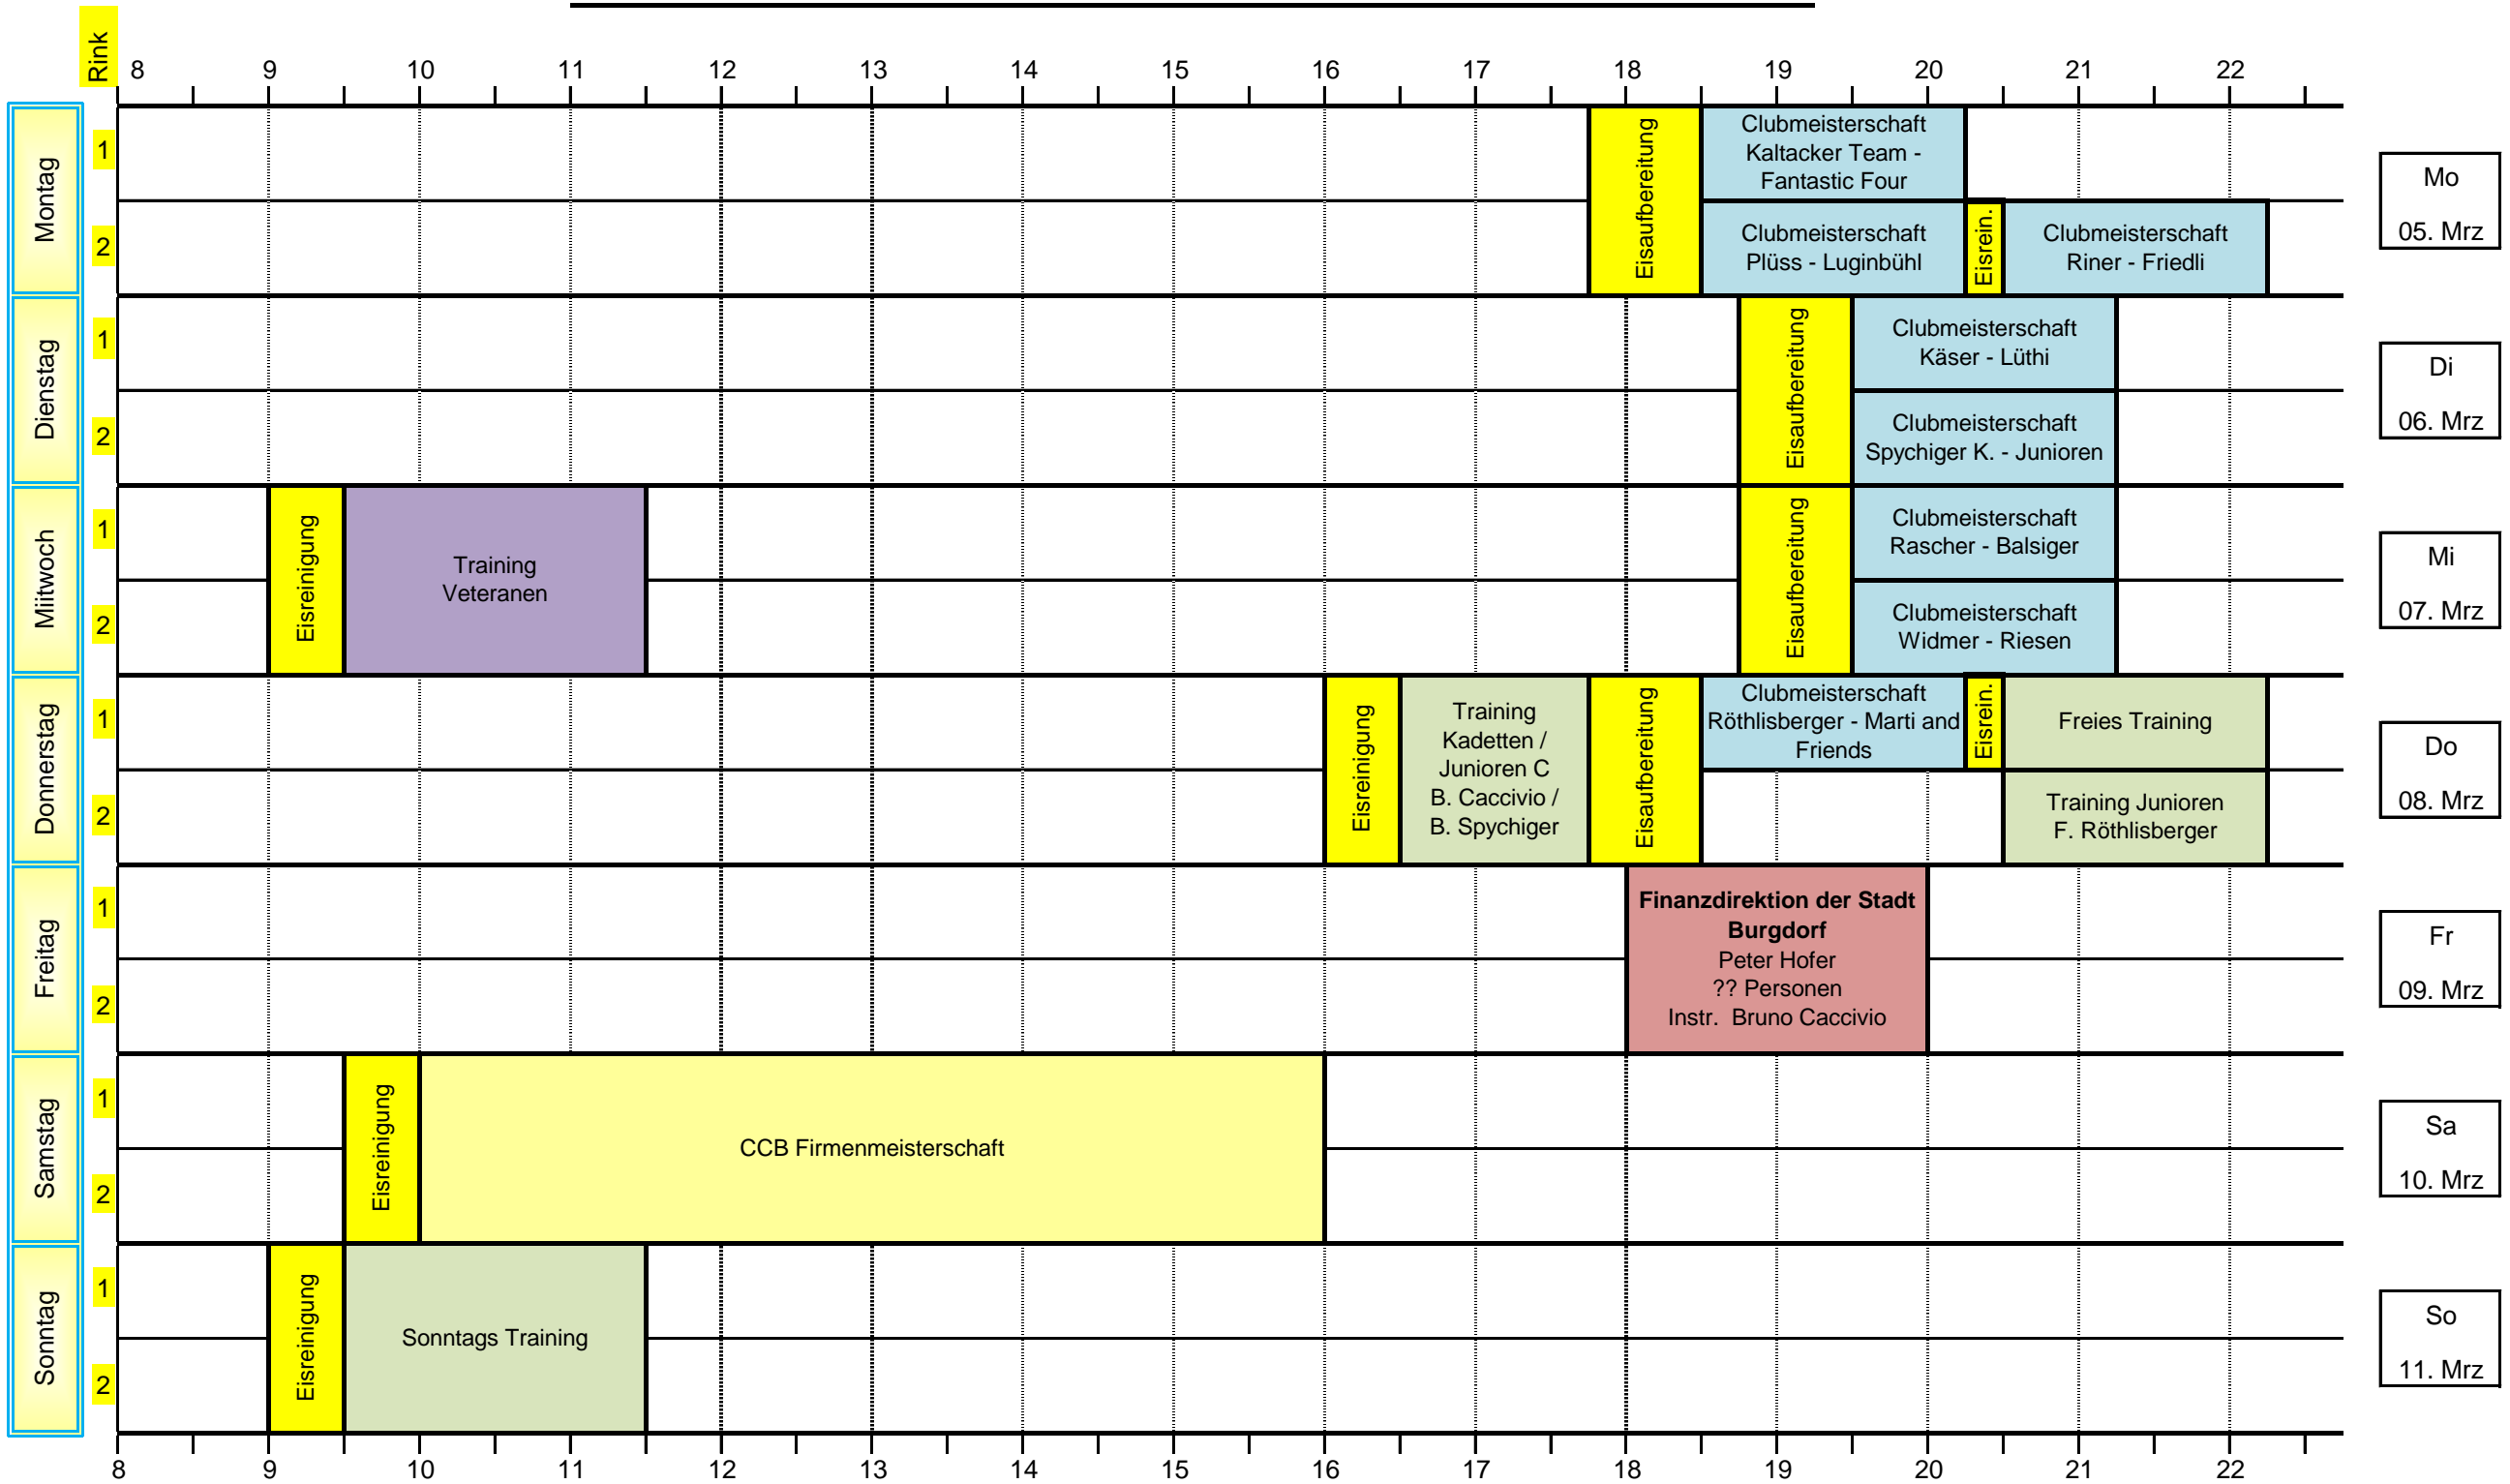 Rink
8 9 10 11 12 13 14 15 16 17 18 19 20 21 22
Montag
1
2
Eisaufbereitung
Clubmeisterschaft
Kaltacker Team -
Fantastic Four
Clubmeisterschaft
Plüss - Luginbühl
Eisrein.
Clubmeisterschaft
Riner - Friedli
Mo
05. Mrz
Dienstag
1
2
Eisaufbereitung
Clubmeisterschaft
Käser - Lüthi
Clubmeisterschaft
Spychiger K. - Junioren
Di
06. Mrz
Miitwoch
1
2
Eisreinigung
Training
Veteranen
Eisaufbereitung
Clubmeisterschaft
Rascher - Balsiger
Clubmeisterschaft
Widmer - Riesen
Mi
07. Mrz
Donnerstag
1
2
Eisreinigung
Training
Kadetten /
Junioren C
B. Caccivio /
B. Spychiger
Eisaufbereitung
Clubmeisterschaft
Röthlisberger - Marti and
Friends
Eisrein.
Freies Training
Training Junioren
F. Röthlisberger
Do
08. Mrz
Freitag
1
2
Finanzdirektion der Stadt
Burgdorf
Peter Hofer
?? Personen
Instr. Bruno Caccivio
Fr
09. Mrz
Samstag
1
2
Eisreinigung
CCB Firmenmeisterschaft
Sa
10. Mrz
Sonntag
1
2
Eisreinigung
Sonntags Training
So
11. Mrz
8 9 10 11 12 13 14 15 16 17 18 19 20 21 22